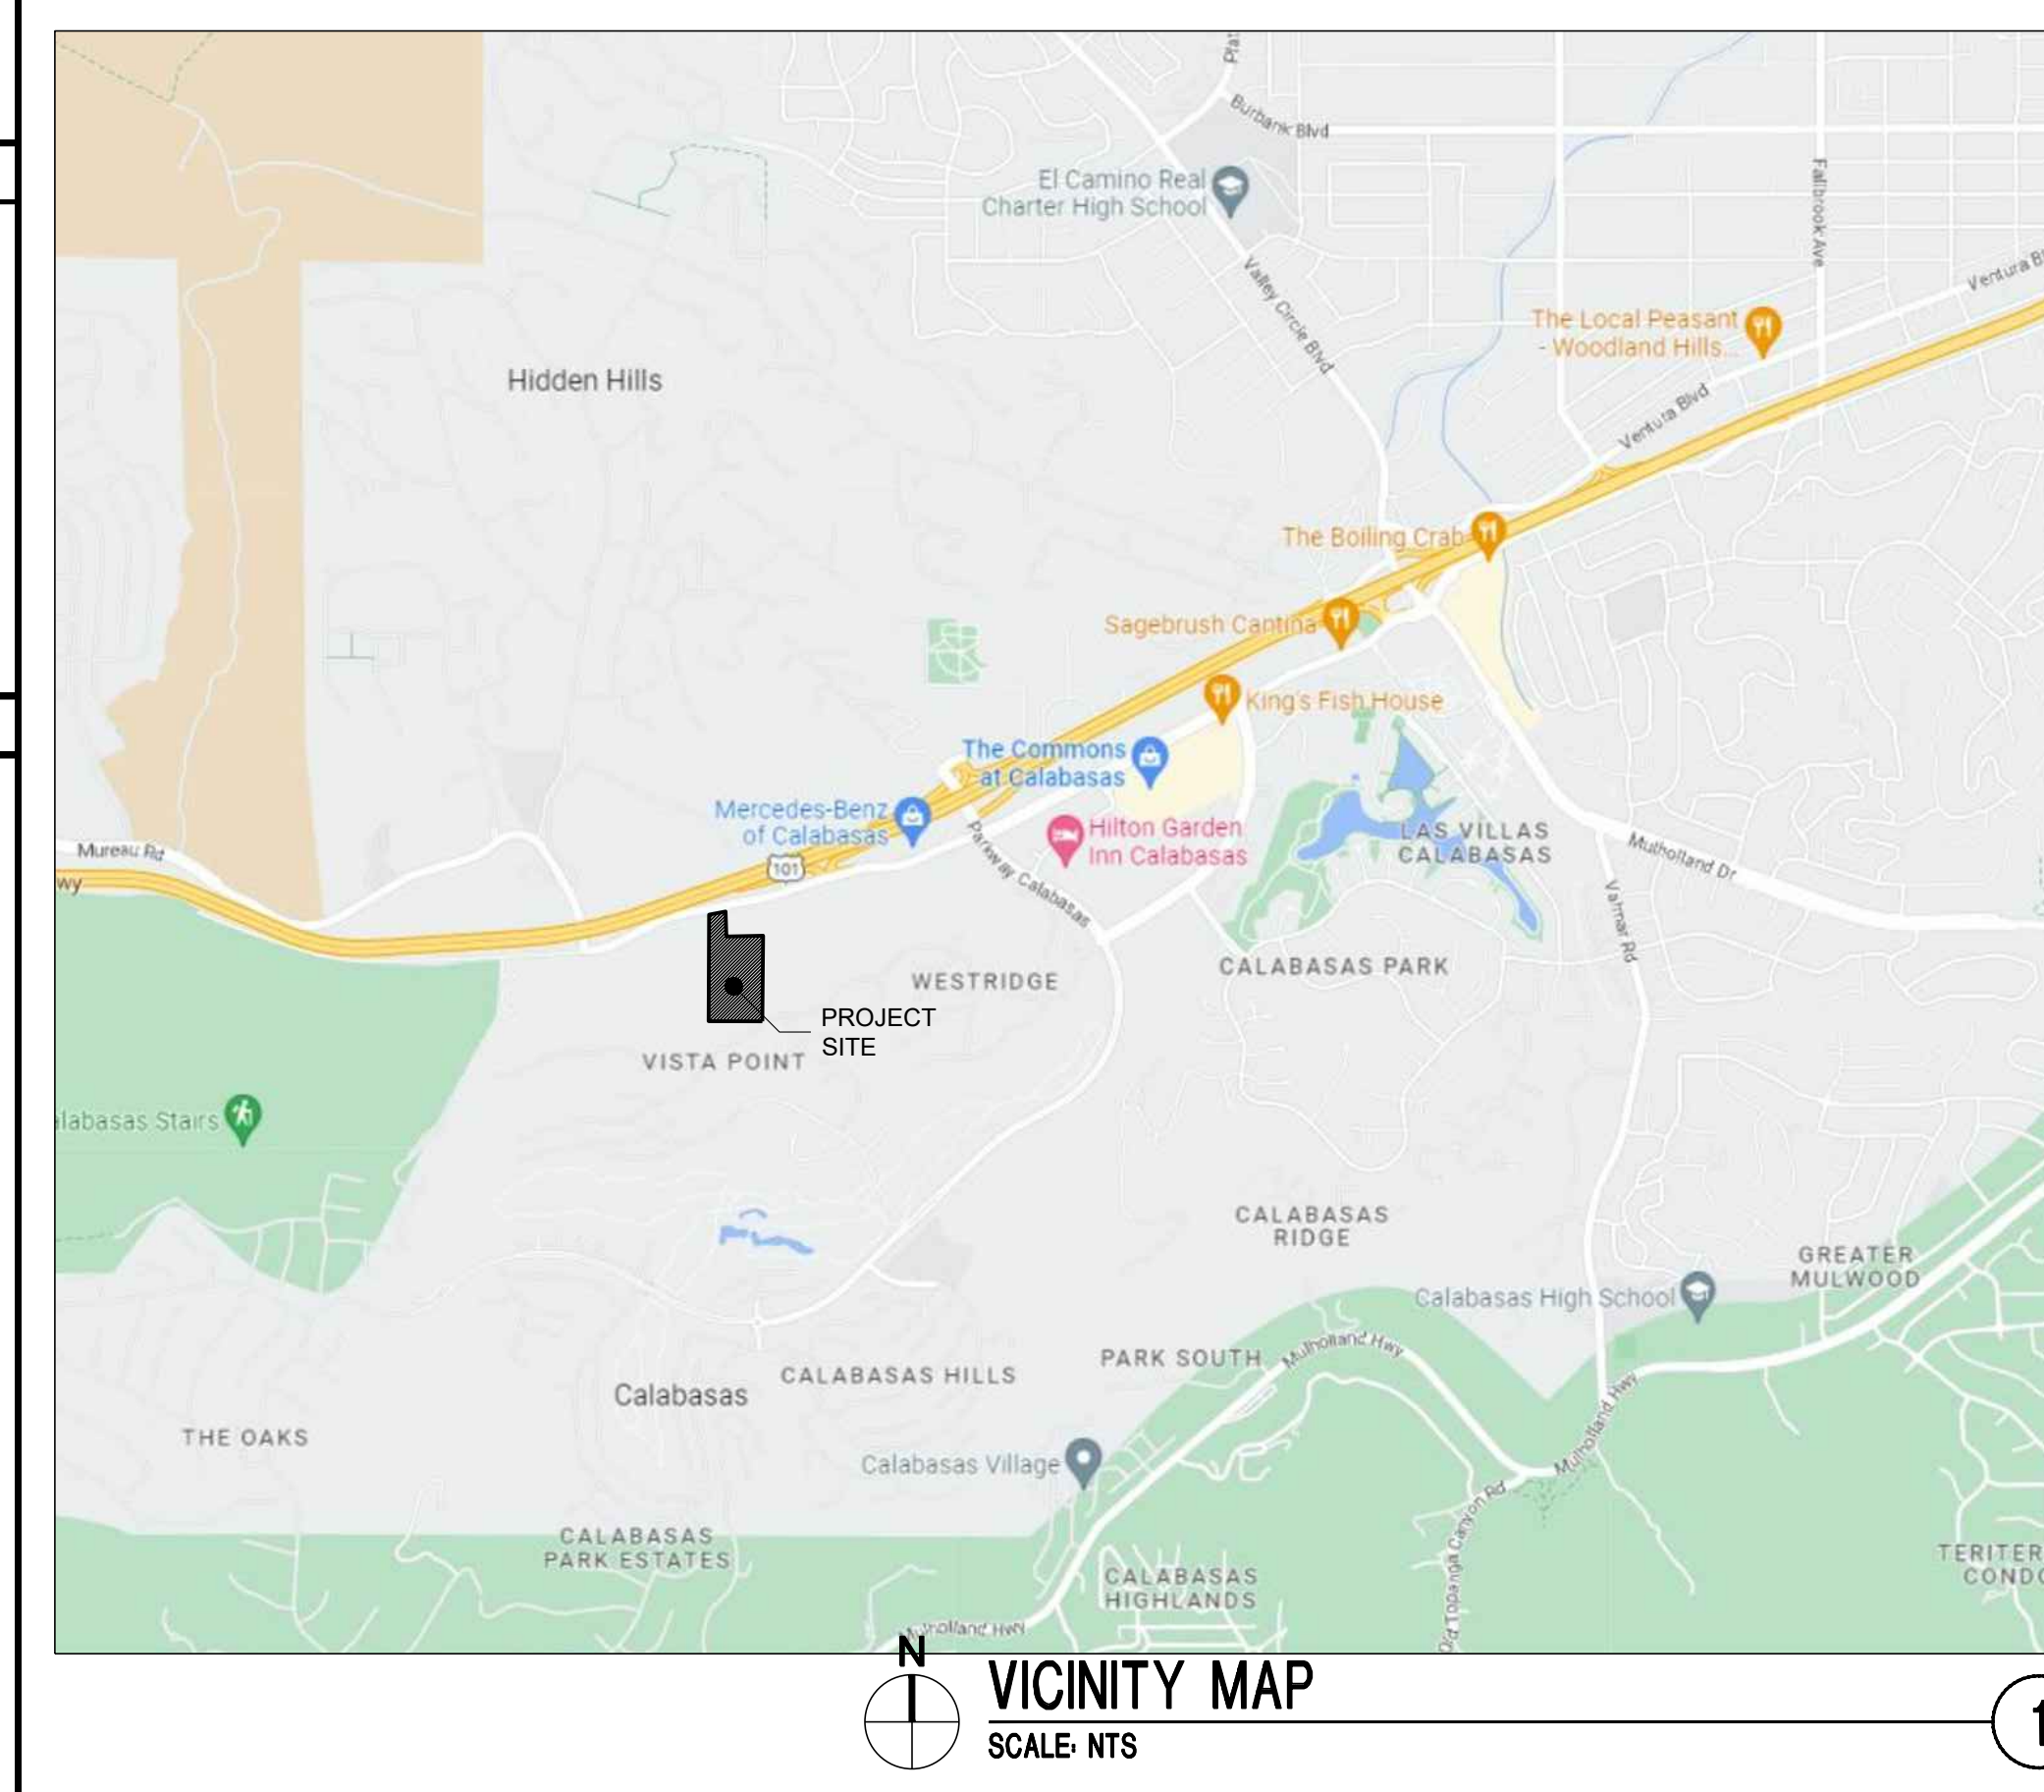 Burbank Blvd
El Camino Real
Charter High School
Fallbrook Ave
Valley Circle Blvd
The Local Peasant
- Woodland Hills...
Ventura Blvd
Hidden Hills
The Boiling Crab
Sagebrush Cantina
King's Fish House
The Commons
at Calabasas
Mercedes-Benz
of Calabasas
101
Hilton Garden
Inn Calabasas
Parkway Calabasas
LAS VILLAS
CALABASAS
Mulholland Dr
Valmar Rd
Mureau Rd
wy
WESTRIDGE
CALABASAS PARK
PROJECT
SITE
VISTA POINT
alabasas Stairs
CALABASAS
RIDGE
GREATER
MULWOOD
Calabasas High School
PARK SOUTH
Mulholland Hwy
CALABASAS HILLS
Calabasas
THE OAKS
Mulholland Hwy
Calabasas Village
Old Topanga Canyon Rd
CALABASAS
PARK ESTATES
CALABASAS
HIGHLANDS
Mulholland Hwy
N
VICINITY MAP
SCALE: NTS
1